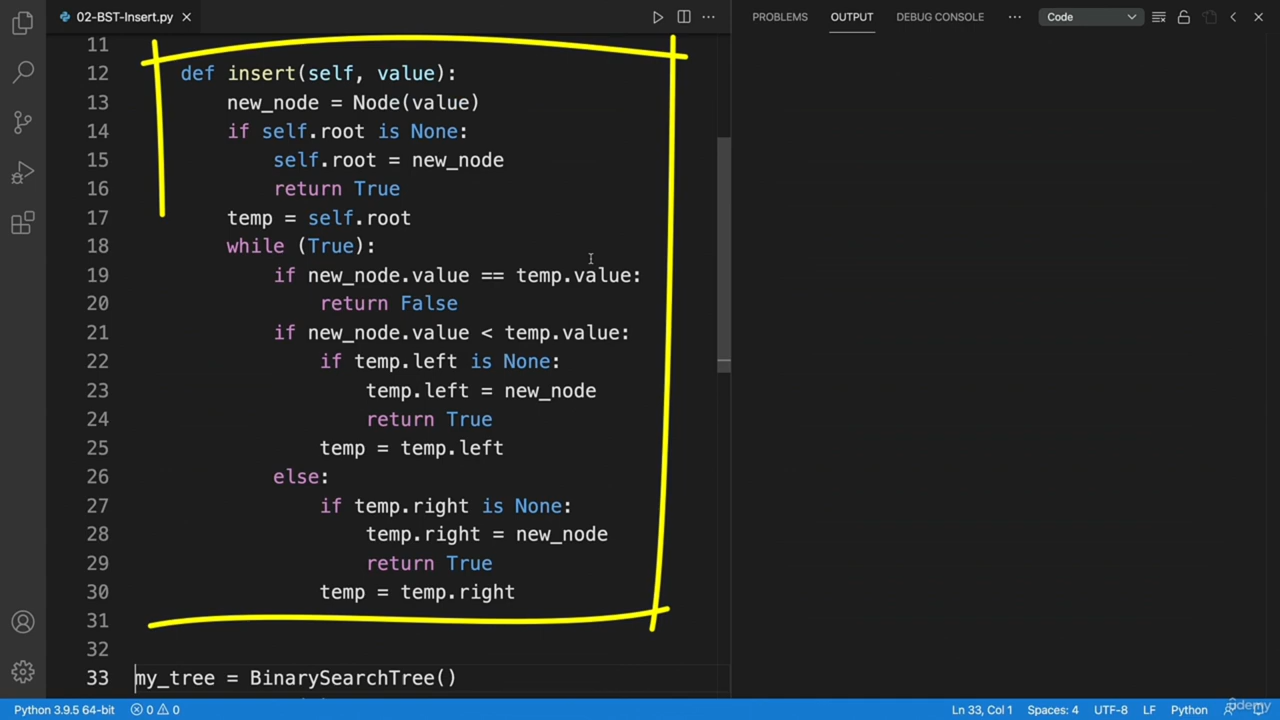 02-BST-Insert.py
PROBLEMS OUTPUT DEBUG CONSOLE ... Code
11
12 def insert(self, value):
13 new_node = Node(value)
14 if self.root is None:
15 self.root = new_node
16 return True
17 temp = self.root
18 while (True):
19 if new_node.value == temp.value:
20 return False
21 if new_node.value < temp.value:
22 if temp.left is None:
23 temp.left = new_node
24 return True
25 temp = temp.left
26 else:
27 if temp.right is None:
28 temp.right = new_node
29 return True
30 temp = temp.right
31
32
33 my_tree = BinarySearchTree()
Python 3.9.5 64-bit 0 0 Ln 33, Col 1 Spaces: 4 UTF-8 LF Python
udemy